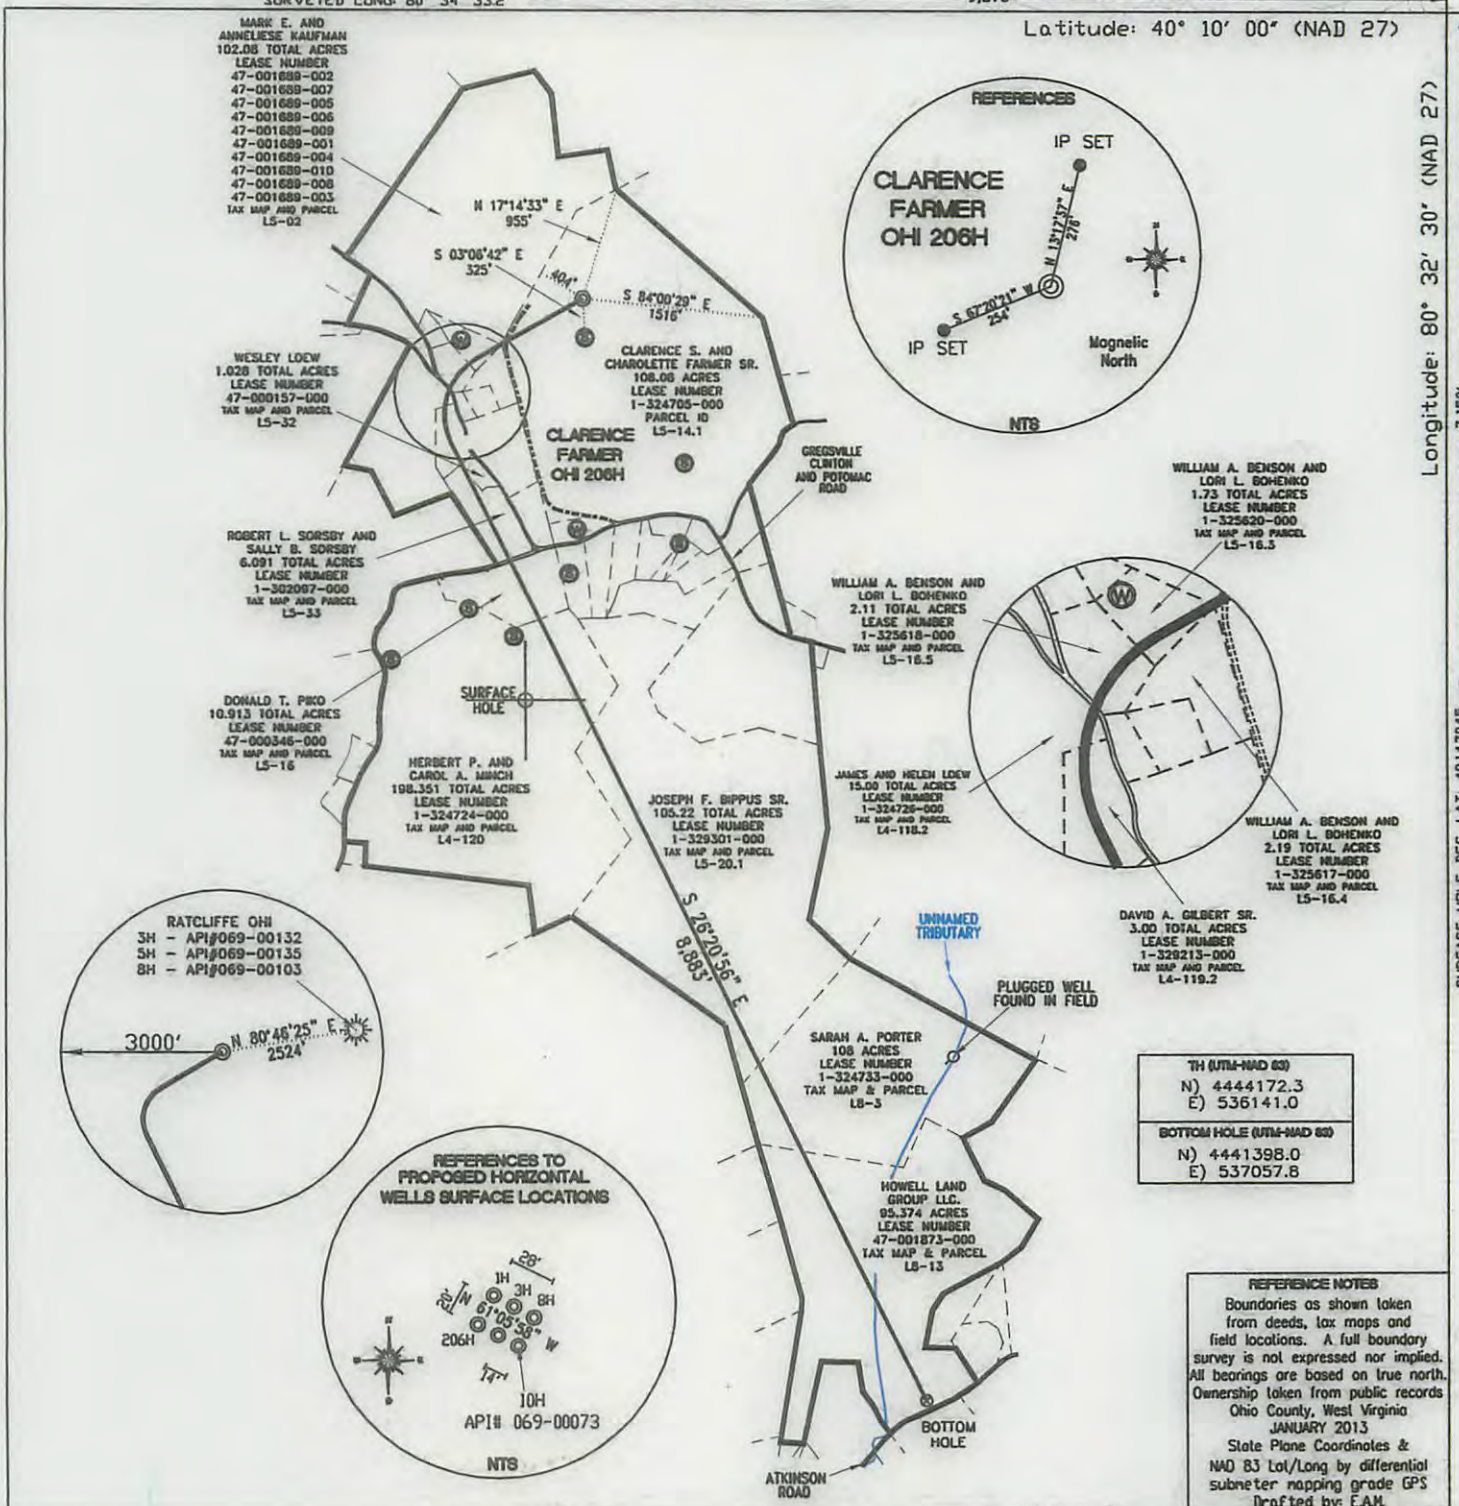 SURVEYED LONG: 80° 34' 33.2"
Latitude: 40° 10' 00" (NAD 27)
Longitude: 80° 32' 30" (NAD 27)
MARK E. AND
ANNELIESE KAUFMAN
102.08 TOTAL ACRES
LEASE NUMBER
47-001689-002
47-001689-007
47-001689-005
47-001689-006
47-001689-009
47-001689-001
47-001689-004
47-001689-010
47-001689-008
47-001689-003
TAX MAP AND PARCEL
L5-02
N 17°14'33" E
955'
S 03°06'42" E
325'
404'
S 84°00'29" E
1516'
REFERENCES
IP SET
CLARENCE
FARMER
OHI 206H
N 13°17'37" E
276'
S 67°20'21" W
254'
IP SET
Magnetic
North
NTS
WESLEY LOEW
1.028 TOTAL ACRES
LEASE NUMBER
47-000157-000
TAX MAP AND PARCEL
L5-32
CLARENCE S. AND
CHAROLETTE FARMER SR.
108.06 ACRES
LEASE NUMBER
1-324705-000
PARCEL ID
L5-14.1
CLARENCE
FARMER
OHI 206H
GREGSVILLE
CLINTON
AND POTOMAC
ROAD
ROBERT L. SORSBY AND
SALLY B. SORSBY
6.091 TOTAL ACRES
LEASE NUMBER
1-302097-000
TAX MAP AND PARCEL
L5-33
WILLIAM A. BENSON AND
LORI L. BOHENKO
1.73 TOTAL ACRES
LEASE NUMBER
1-325620-000
TAX MAP AND PARCEL
L5-16.3
WILLIAM A. BENSON AND
LORI L. BOHENKO
2.11 TOTAL ACRES
LEASE NUMBER
1-325618-000
TAX MAP AND PARCEL
L5-16.5
W
DONALD T. PIKO
10.913 TOTAL ACRES
LEASE NUMBER
47-000346-000
TAX MAP AND PARCEL
L5-16
SURFACE
HOLE
HERBERT P. AND
CAROL A. MINCH
198.351 TOTAL ACRES
LEASE NUMBER
1-324724-000
TAX MAP AND PARCEL
L4-120
JOSEPH F. BIPPUS SR.
105.22 TOTAL ACRES
LEASE NUMBER
1-329301-000
TAX MAP AND PARCEL
L5-20.1
JAMES AND HELEN LOEW
15.00 TOTAL ACRES
LEASE NUMBER
1-324726-000
TAX MAP AND PARCEL
L4-118.2
WILLIAM A. BENSON AND
LORI L. BOHENKO
2.19 TOTAL ACRES
LEASE NUMBER
1-325617-000
TAX MAP AND PARCEL
L5-16.4
DAVID A. GILBERT SR.
3.00 TOTAL ACRES
LEASE NUMBER
1-329213-000
TAX MAP AND PARCEL
L4-119.2
S 26°20'56" E
8,883'
RATCLIFFE OHI
3H - API#069-00132
5H - API#069-00135
8H - API#069-00103
3000'
N 80°46'25" E
2524'
UNNAMED
TRIBUTARY
PLUGGED WELL
FOUND IN FIELD
SARAH A. PORTER
108 ACRES
LEASE NUMBER
1-324733-000
TAX MAP & PARCEL
L8-3
TH (UTM-NAD 83)
N) 4444172.3
E) 536141.0
BOTTOM HOLE (UTM-NAD 83)
N) 4441398.0
E) 537057.8
REFERENCES TO
PROPOSED HORIZONTAL
WELLS SURFACE LOCATIONS
28'
1H
3H
8H
20'
N 61°05'58" W
206H
14'
10H
API# 069-00073
NTS
HOWELL LAND
GROUP LLC.
95.374 ACRES
LEASE NUMBER
47-001873-000
TAX MAP & PARCEL
L8-13
BOTTOM
HOLE
ATKINSON
ROAD
REFERENCE NOTES
Boundaries as shown taken
from deeds, tax maps and
field locations. A full boundary
survey is not expressed nor implied.
All bearings are based on true north.
Ownership taken from public records
Ohio County, West Virginia
JANUARY 2013
State Plane Coordinates &
NAD 83 Lat/Long by differential
submeter mapping grade GPS
Drafted by: E.A.M.